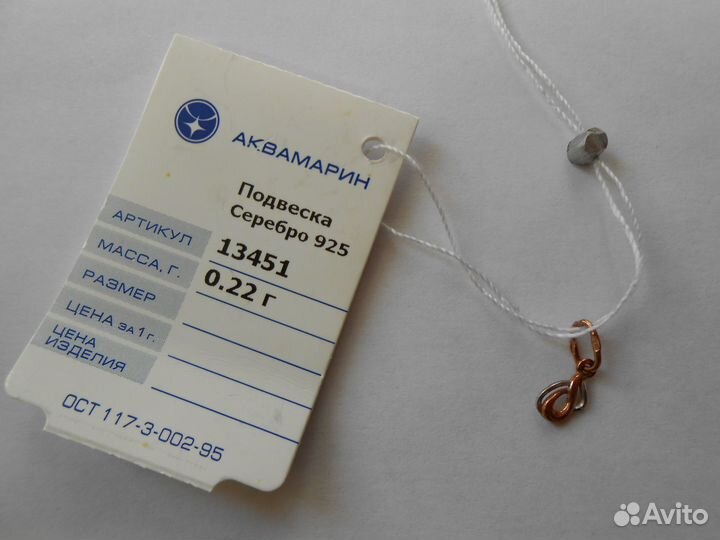 АКВАМАРИН
Подвеска
Серебро 925
АРТИКУЛ 13451
МАССА, Г. 0.22 г
РАЗМЕР
ЦЕНА ЗА 1 Г.
ЦЕНА
ИЗДЕЛИЯ
ОСТ 117-3-002-95
Avito